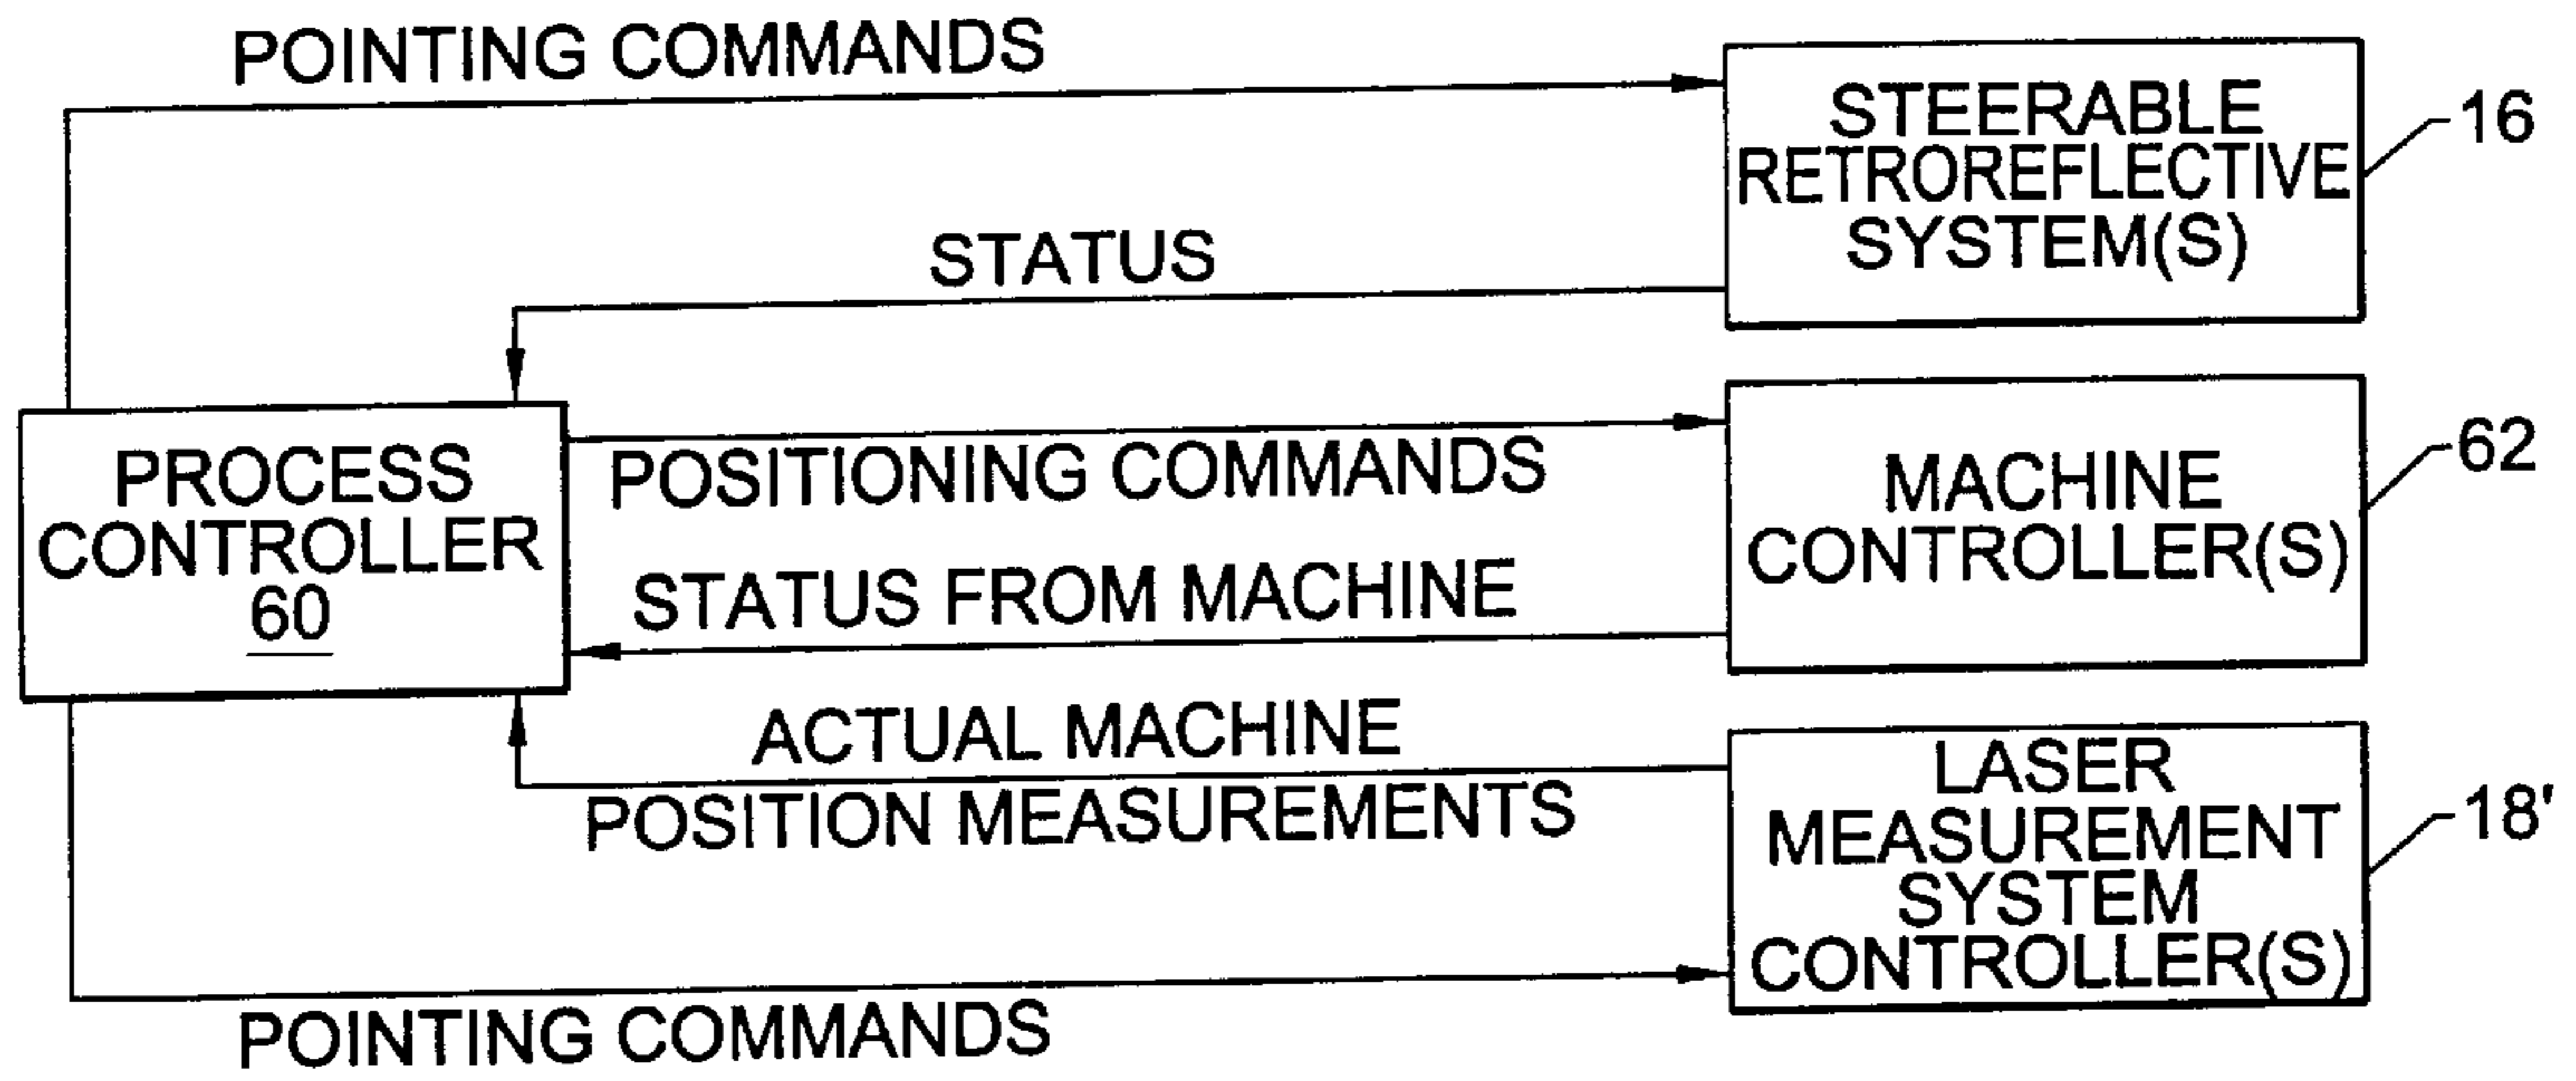 POINTING COMMANDS
STEERABLE
RETROREFLECTIVE
SYSTEM(S)
16
STATUS
PROCESS
CONTROLLER
60
POSITIONING COMMANDS
STATUS FROM MACHINE
MACHINE
CONTROLLER(S)
62
ACTUAL MACHINE
POSITION MEASUREMENTS
LASER
MEASUREMENT
SYSTEM
CONTROLLER(S)
18'
POINTING COMMANDS